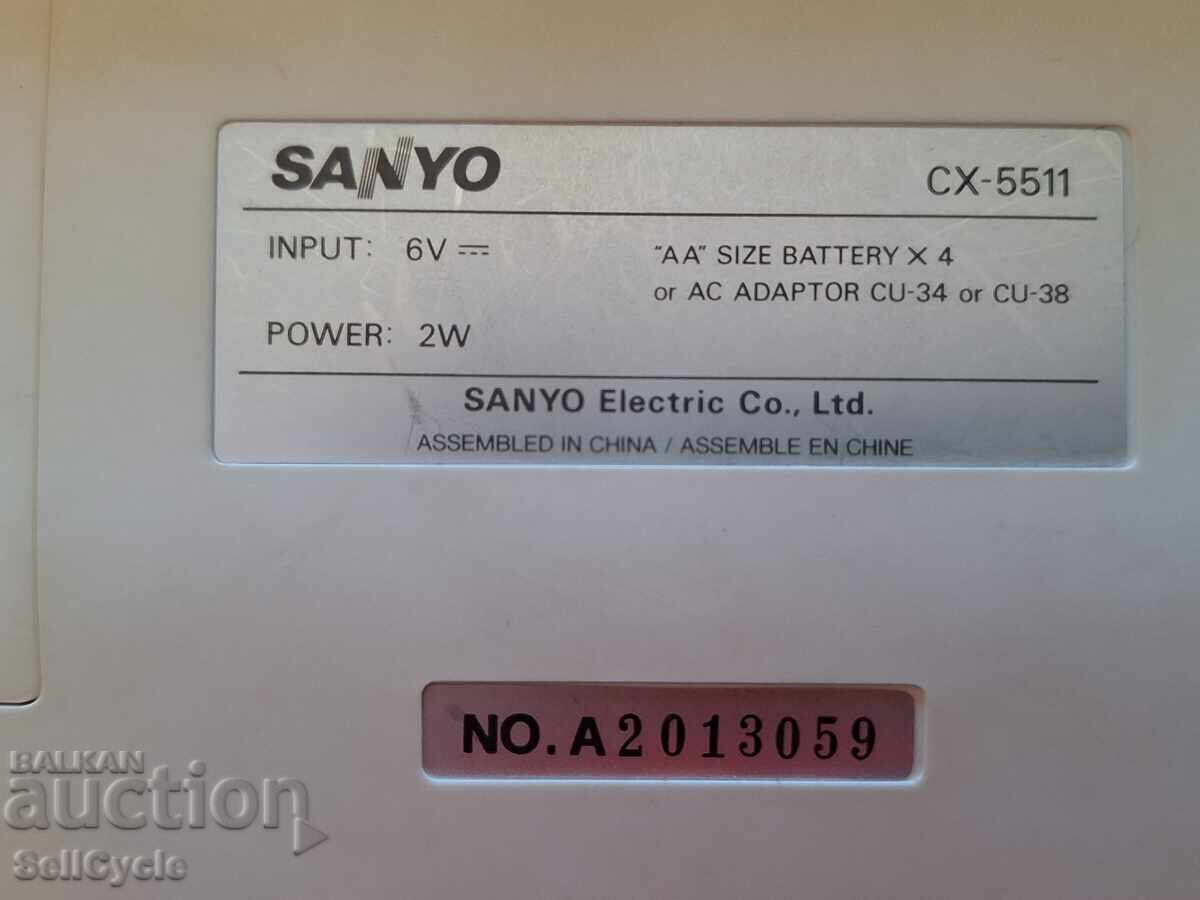 SANYO CX-5511
INPUT: 6V ⎓ "AA" SIZE BATTERY X 4
or AC ADAPTOR CU-34 or CU-38
POWER: 2W
SANYO Electric Co., Ltd.
ASSEMBLED IN CHINA / ASSEMBLE EN CHINE
NO. A2013059
BALKAN
auction
SellCycle